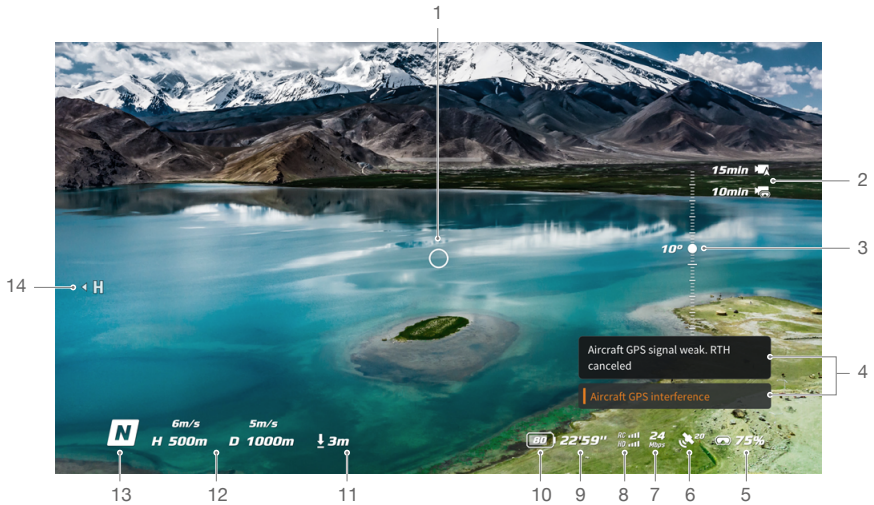 1
15min
2
10min
10° 3
14 H
Aircraft GPS signal weak. RTH
canceled
4
Aircraft GPS interference
6m/s 5m/s
N H 500m D 1000m 3m
80 22'59" RC HD 24 Mbps 20 75%
13 12 11 10 9 8 7 6 5